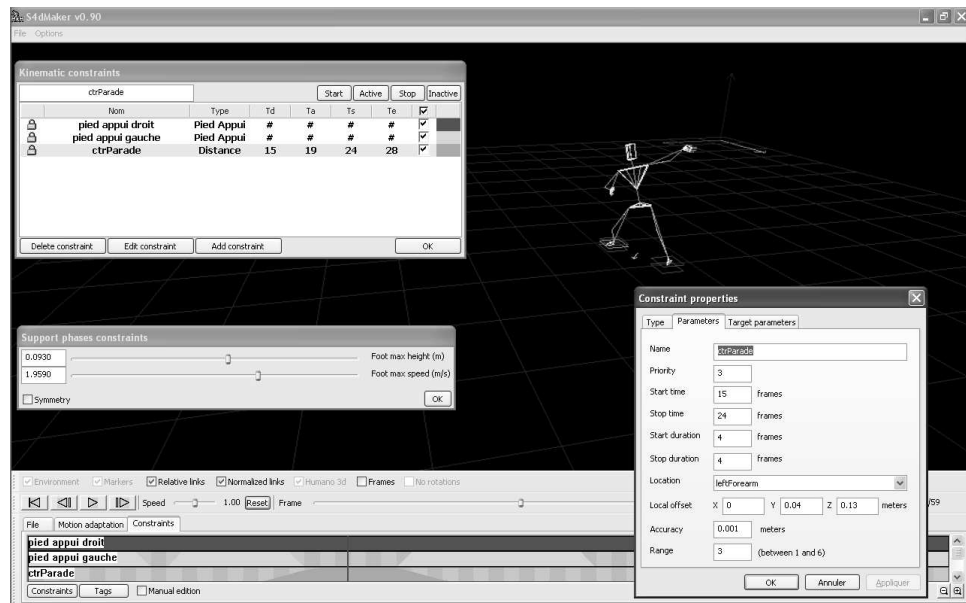 S4dMaker v0.90
File Options
Kinematic constraints
ctrParade Start Active Stop Inactive
Nom Type Td Ta Ts Te
pied appui droit Pied Appui # # # #
pied appui gauche Pied Appui # # # #
ctrParade Distance 15 19 24 28
Delete constraint Edit constraint Add constraint OK
Support phases constraints
0.0930 Foot max height (m)
1.9590 Foot max speed (m/s)
Symmetry OK
Constraint properties
Type Parameters Target parameters
Name ctrParade
Priority 3
Start time 15 frames
Stop time 24 frames
Start duration 4 frames
Stop duration 4 frames
Location leftForearm
Local offset X 0 Y 0.04 Z 0.13 meters
Accuracy 0.001 meters
Range 3 (between 1 and 6)
OK Annuler Appliquer
Environment Markers Relative links Normalized links Humano 3d Frames No rotations
Speed 1.00 Reset Frame /59
File Motion adaptation Constraints
pied appui droit
pied appui gauche
ctrParade
Constraints Tags Manual edition